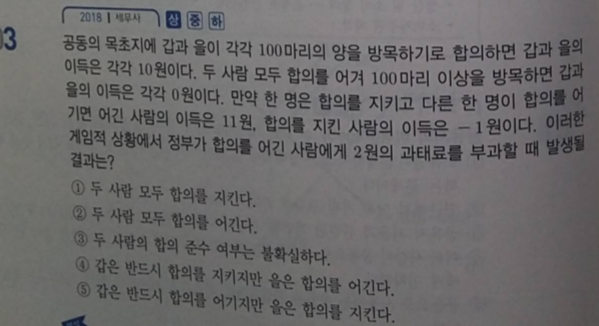 03
2018 | 세무사 상 중 하
공동의 목초지에 갑과 을이 각각 100마리의 양을 방목하기로 합의하면 갑과 을의
이득은 각각 10원이다. 두 사람 모두 합의를 어겨 100마리 이상을 방목하면 갑과
을의 이득은 각각 0원이다. 만약 한 명은 합의를 지키고 다른 한 명이 합의를 어
기면 어긴 사람의 이득은 11원, 합의를 지킨 사람의 이득은 -1원이다. 이러한
게임적 상황에서 정부가 합의를 어긴 사람에게 2원의 과태료를 부과할 때 발생될
결과는?
① 두 사람 모두 합의를 지킨다.
② 두 사람 모두 합의를 어긴다.
③ 두 사람의 합의 준수 여부는 불확실하다.
④ 갑은 반드시 합의를 지키지만 을은 합의를 어긴다.
⑤ 갑은 반드시 합의를 어기지만 을은 합의를 지킨다.